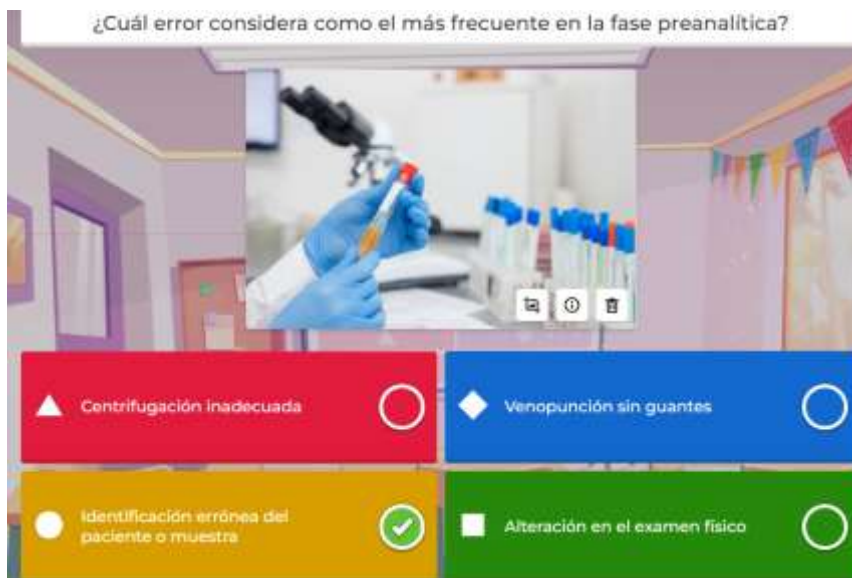 ¿Cuál error considera como el más frecuente en la fase preanalítica?
Centrifugación inadecuada
Venopunción sin guantes
Identificación errónea del
paciente o muestra
Alteración en el examen físico